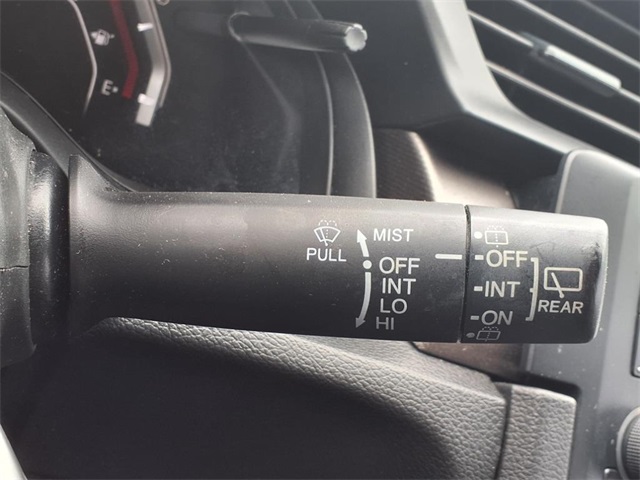 E
PULL
MIST
OFF
INT
LO
HI
OFF
INT
ON
REAR